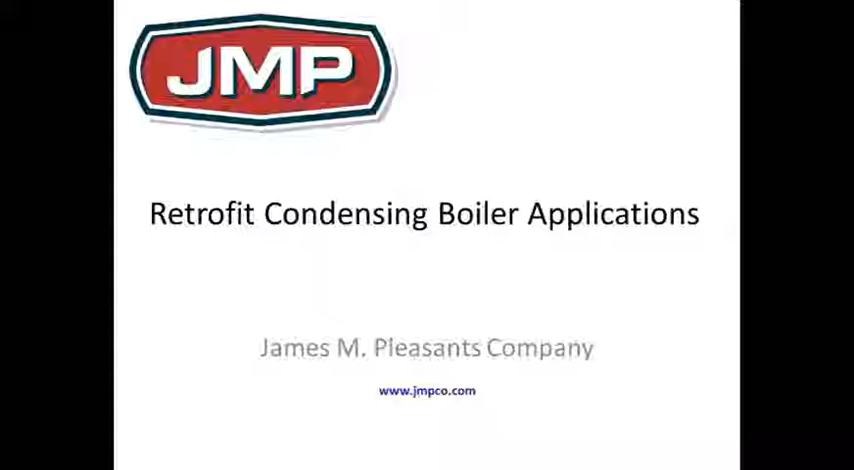 JMP
Retrofit Condensing Boiler Applications
James M. Pleasants Company
www.jmpco.com